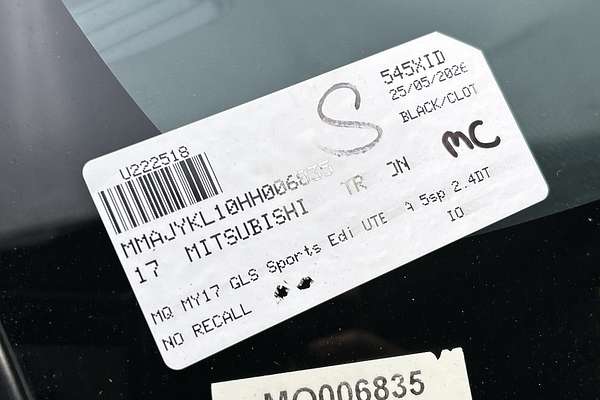 545XID
25/05/2026
BLACK/CLOT
S
MC
U222518
MMAJYKL10HH006835
17 MITSUBISHI TR ON
MQ MY17 GLS Sports Edi UTE A 5sp 2.4DT
NO RECALL IO
MQ006835